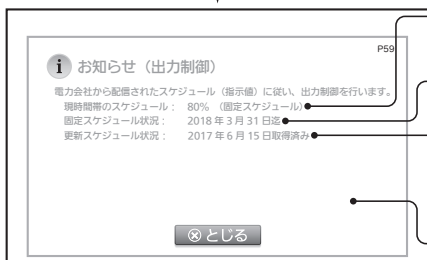 P59
お知らせ（出力制御）
電力会社から配信されたスケジュール（指示値）に従い、出力制御を行います。
現時間帯のスケジュール： 80% （固定スケジュール）
固定スケジュール状況： 2018 年 3 月 31 日迄
更新スケジュール状況： 2017 年 6 月 15 日取得済み
とじる